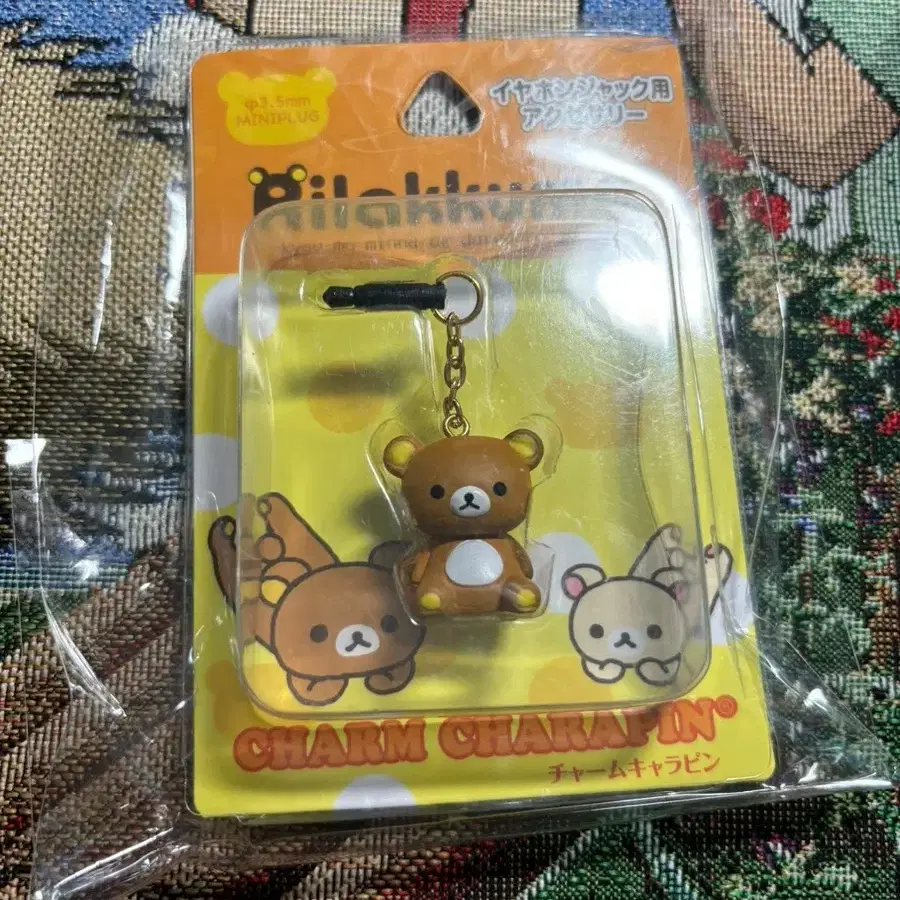 φ3.5mm
MINIPLUG
イヤホンジャック用
アクセサリー
Rilakkuma
CHARM CHARAPIN®
チャームキャラピン